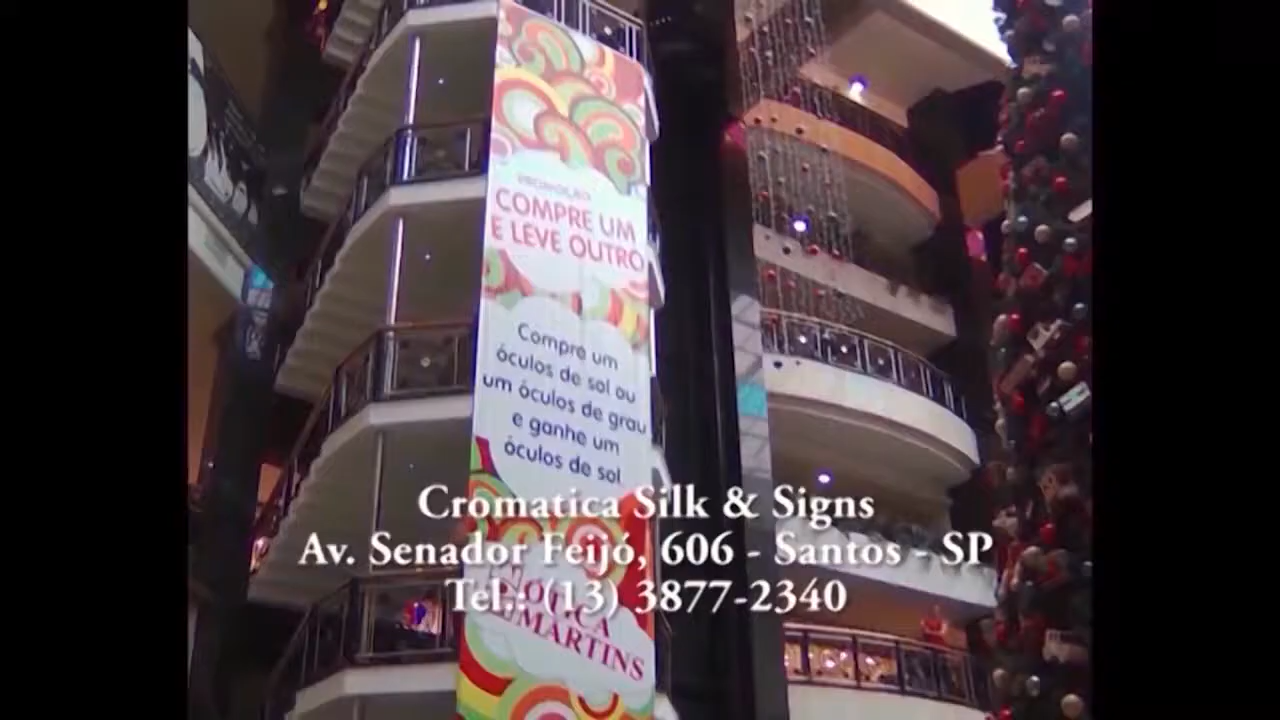 PROMOÇÃO
COMPRE UM
E LEVE OUTRO
Compre um
óculos de sol ou
um óculos de grau
e ganhe um
óculos de sol
Cromatica Silk & Signs
Av. Senador Feijó, 606 - Santos - SP
Tel.: (13) 3877-2340
ÓTICA
MARTINS